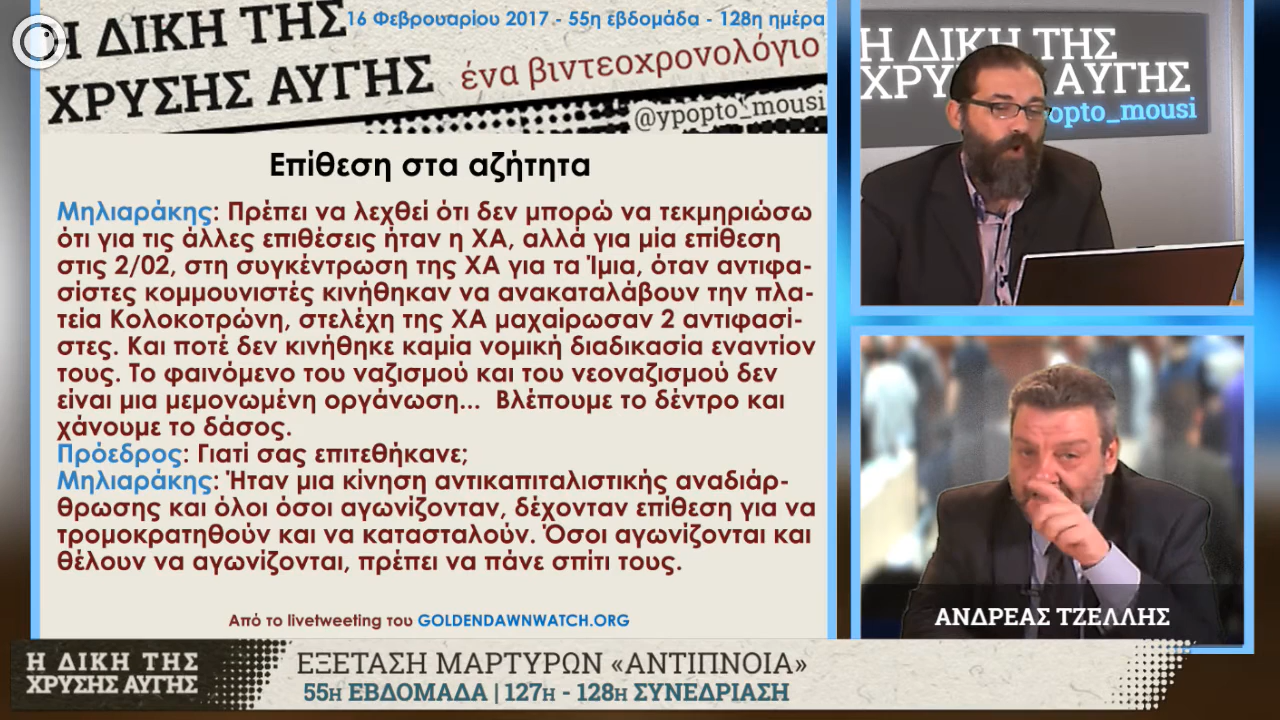 16 Φεβρουαρίου 2017 - 55η εβδομάδα - 128η ημέρα
Η ΔΙΚΗ ΤΗΣ
ΧΡΥΣΗΣ ΑΥΓΗΣ
ένα βιντεοχρονολόγιο
@ypopto_mousi
Επίθεση στα αζήτητα
Μηλιαράκης: Πρέπει να λεχθεί ότι δεν μπορώ να τεκμηριώσω
ότι για τις άλλες επιθέσεις ήταν η ΧΑ, αλλά για μία επίθεση
στις 2/02, στη συγκέντρωση της ΧΑ για τα Ίμια, όταν αντιφα-
σίστες κομμουνιστές κινήθηκαν να ανακαταλάβουν την πλα-
τεία Κολοκοτρώνη, στελέχη της ΧΑ μαχαίρωσαν 2 αντιφασί-
στες. Και ποτέ δεν κινήθηκε καμία νομική διαδικασία εναντίον
τους. Το φαινόμενο του ναζισμού και του νεοναζισμού δεν
είναι μια μεμονωμένη οργάνωση... Βλέπουμε το δέντρο και
χάνουμε το δάσος.
Πρόεδρος: Γιατί σας επιτεθήκανε;
Μηλιαράκης: Ήταν μια κίνηση αντικαπιταλιστικής αναδιάρ-
θρωσης και όλοι όσοι αγωνίζονταν, δέχονταν επίθεση για να
τρομοκρατηθούν και να κατασταλούν. Όσοι αγωνίζονται και
θέλουν να αγωνίζονται, πρέπει να πάνε σπίτι τους.
Από το livetweeting του GOLDENDAWNWATCH.ORG
Η ΔΙΚΗ ΤΗΣ
ΑΥΓΗΣ
opto_mousi
ΑΝΔΡΕΑΣ ΤΖΕΛΛΗΣ
Η ΔΙΚΗ ΤΗΣ
ΧΡΥΣΗΣ ΑΥΓΗΣ
ΕΞΕΤΑΣΗ ΜΑΡΤΥΡΩΝ «ΑΝΤΙΠΝΟΙΑ»
55Η ΕΒΔΟΜΑΔΑ | 127Η - 128Η ΣΥΝΕΔΡΙΑΣΗ